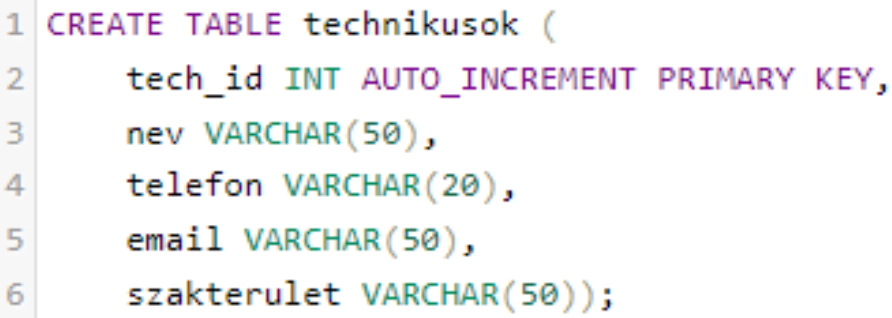 1 CREATE TABLE technikusok (
2 tech_id INT AUTO_INCREMENT PRIMARY KEY,
3 nev VARCHAR(50),
4 telefon VARCHAR(20),
5 email VARCHAR(50),
6 szakterulet VARCHAR(50));